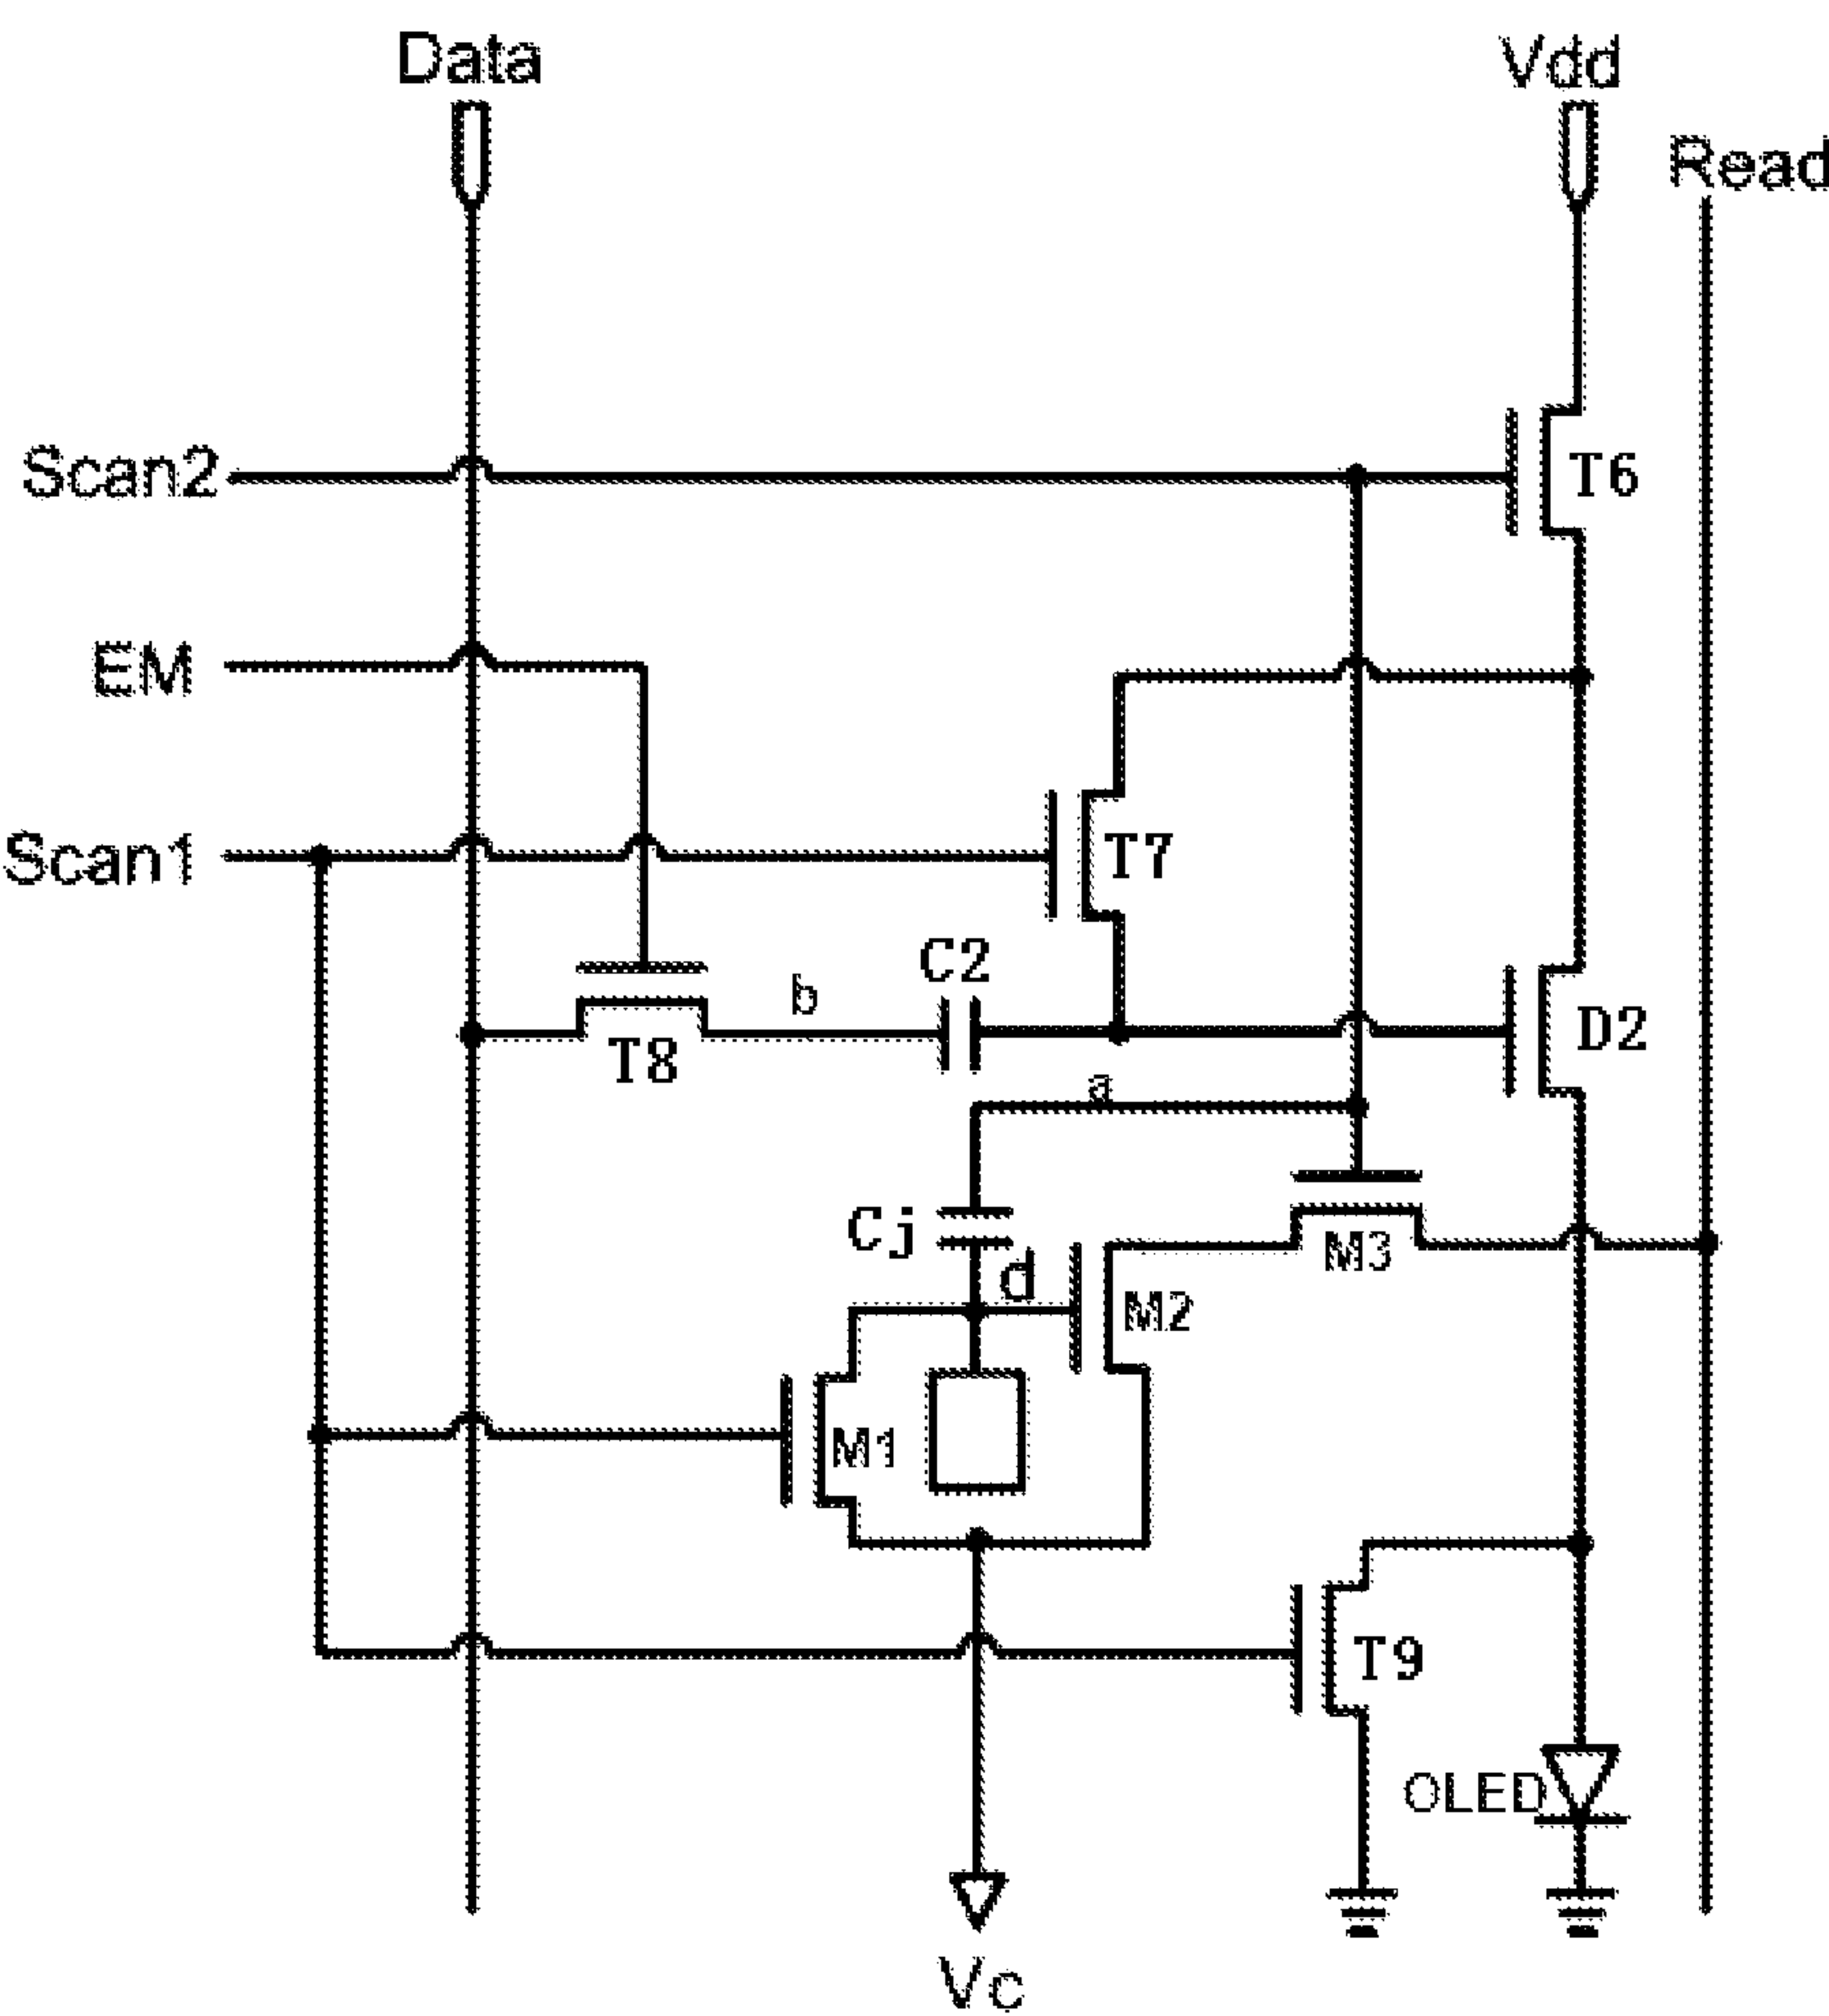 Data
Vdd
Read
Scan2
T6
EM
Scan1
T7
C2
b
T8
D2
a
Cj
d
M3
M2
M1
T9
OLED
Vc